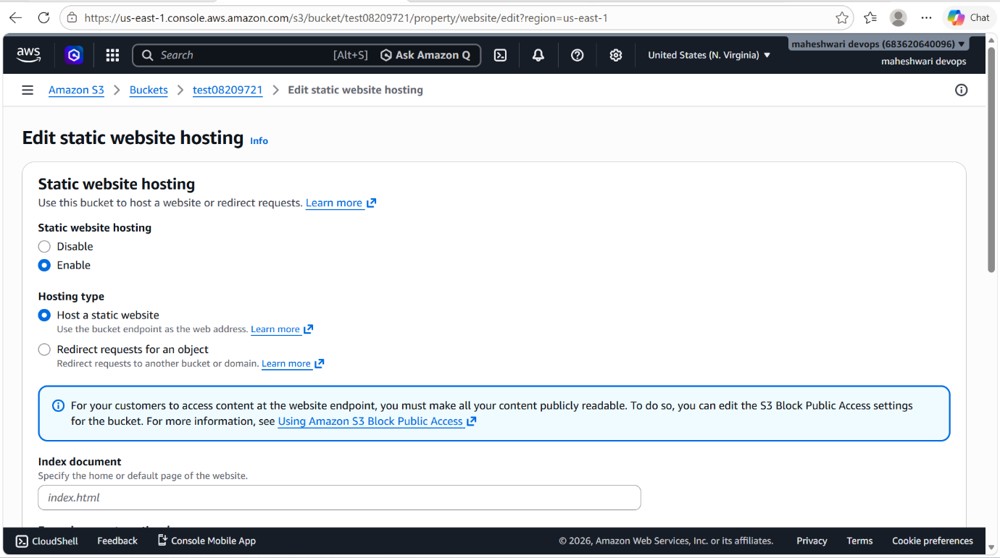 https://us-east-1.console.aws.amazon.com/s3/bucket/test08209721/property/website/edit?region=us-east-1
Chat
aws
Search [Alt+S] Ask Amazon Q
United States (N. Virginia)
maheshwari devops (683620640096)
maheshwari devops
Amazon S3 > Buckets > test08209721 > Edit static website hosting
Edit static website hosting Info
Static website hosting
Use this bucket to host a website or redirect requests. Learn more
Static website hosting
Disable
Enable
Hosting type
Host a static website
Use the bucket endpoint as the web address. Learn more
Redirect requests for an object
Redirect requests to another bucket or domain. Learn more
For your customers to access content at the website endpoint, you must make all your content publicly readable. To do so, you can edit the S3 Block Public Access settings
for the bucket. For more information, see Using Amazon S3 Block Public Access
Index document
Specify the home or default page of the website.
index.html
CloudShell Feedback Console Mobile App © 2026, Amazon Web Services, Inc. or its affiliates. Privacy Terms Cookie preferences